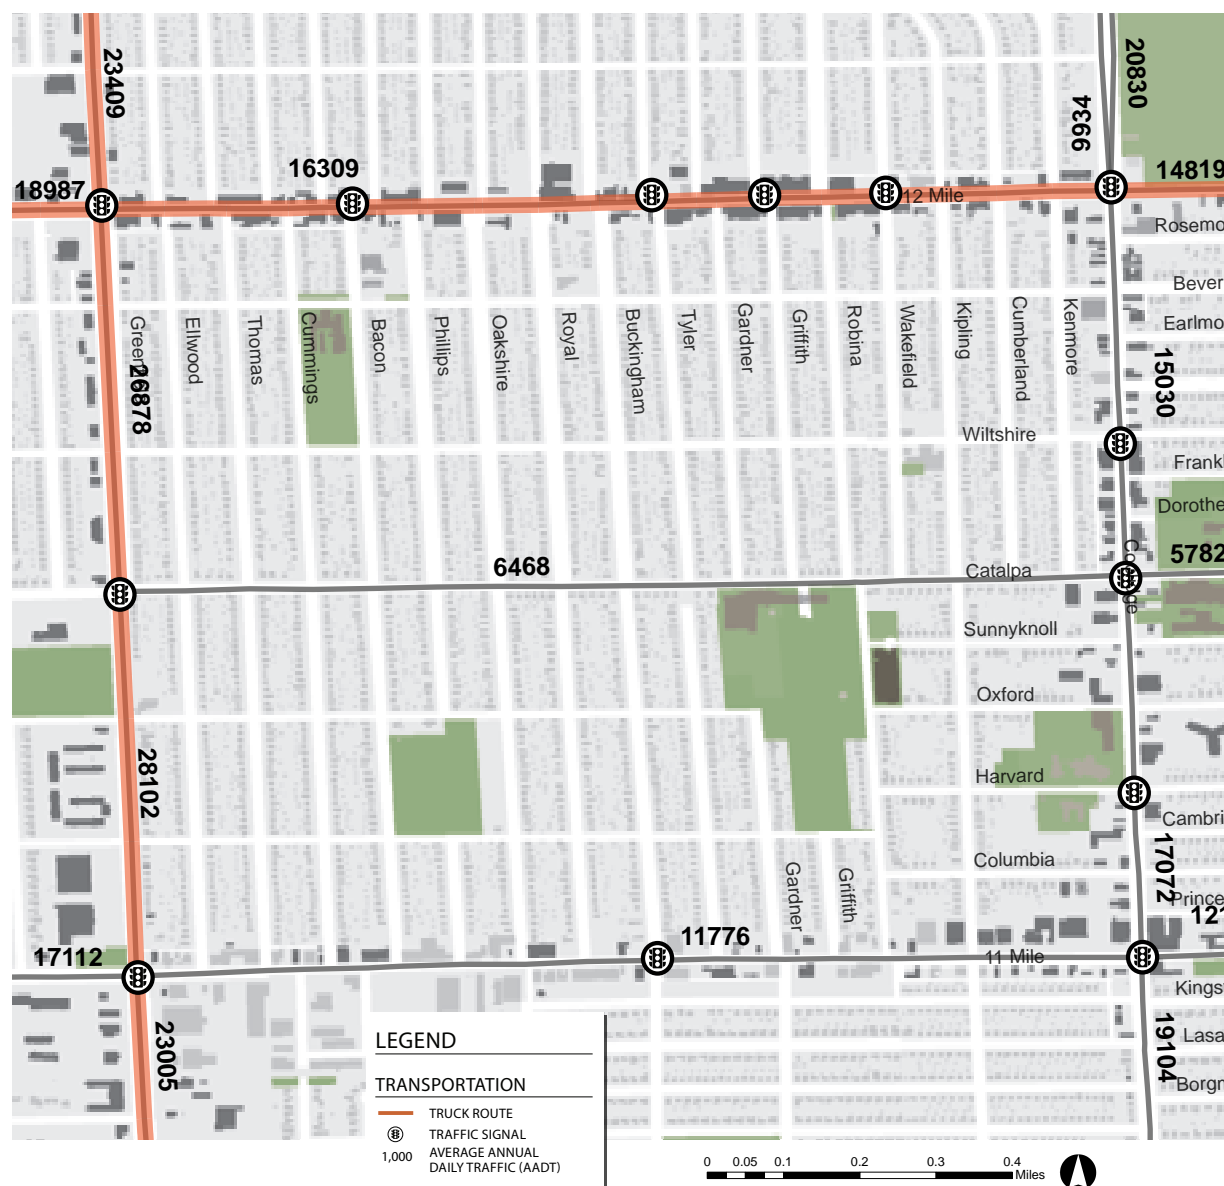 23409
20830
9934
16309
18987
14819
12 Mile
Rosemo
Bever
Earlmo
Green
Ellwood
Thomas
Cummings
Bacon
Phillips
Oakshire
Royal
Buckingham
Tyler
Gardner
Griffith
Robina
Wakefield
Kipling
Cumberland
Kenmore
15030
26878
Wiltshire
Frankl
Dorothe
6468
Catalpa
5782
Sunnyknoll
Oxford
28102
Harvard
Cambri
Columbia
17072
Gardner
Griffith
Prince
121
11776
17112
11 Mile
Kings
23005
19104
Lasa
Borgm
LEGEND
TRANSPORTATION
TRUCK ROUTE
TRAFFIC SIGNAL
1,000 AVERAGE ANNUAL
DAILY TRAFFIC (AADT)
0 0.05 0.1 0.2 0.3 0.4
Miles